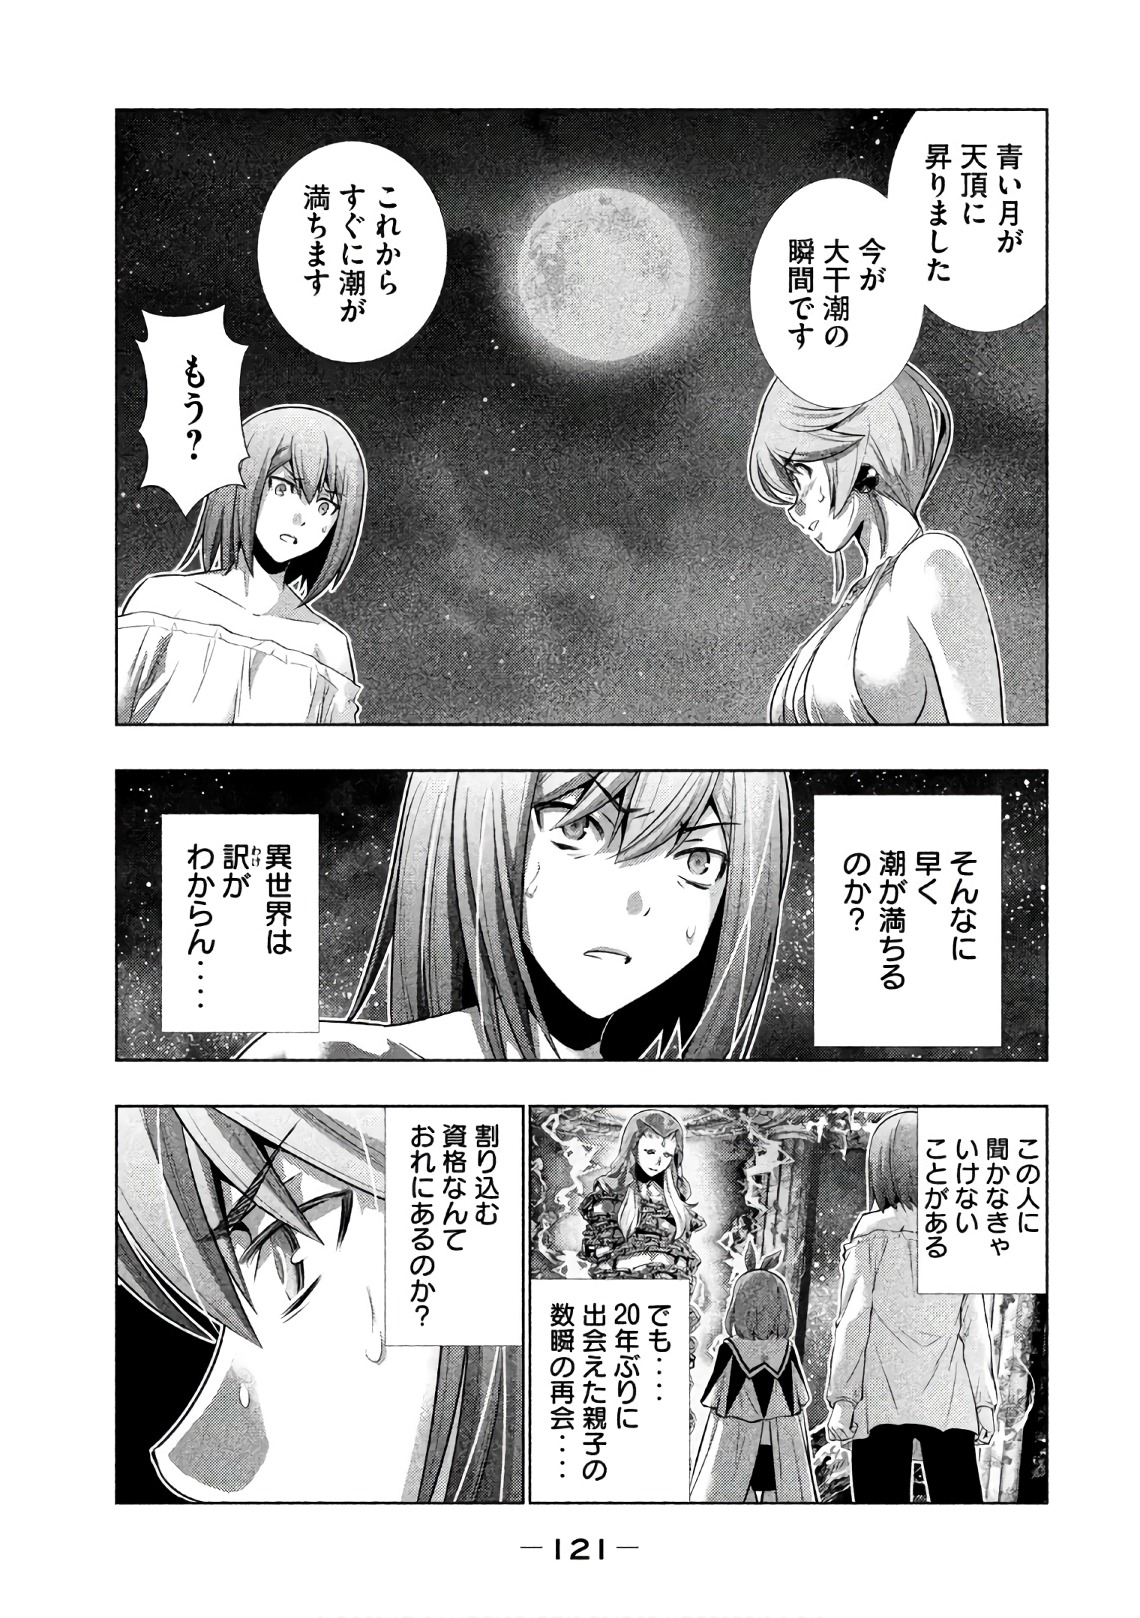 青い月が
天頂に
昇りました
今が
大干潮の
瞬間です
これから
すぐに潮が
満ちます
もう?
そんなに
早く
潮が満ちる
のか?
異世界は
訳が
わけ
わからん‥‥
この人に
聞かなきゃ
いけない
ことがある
でも‥‥
20年ぶりに
出会えた親子の
数瞬の再会‥‥
割り込む
資格なんて
おれにあるのか?
—121—